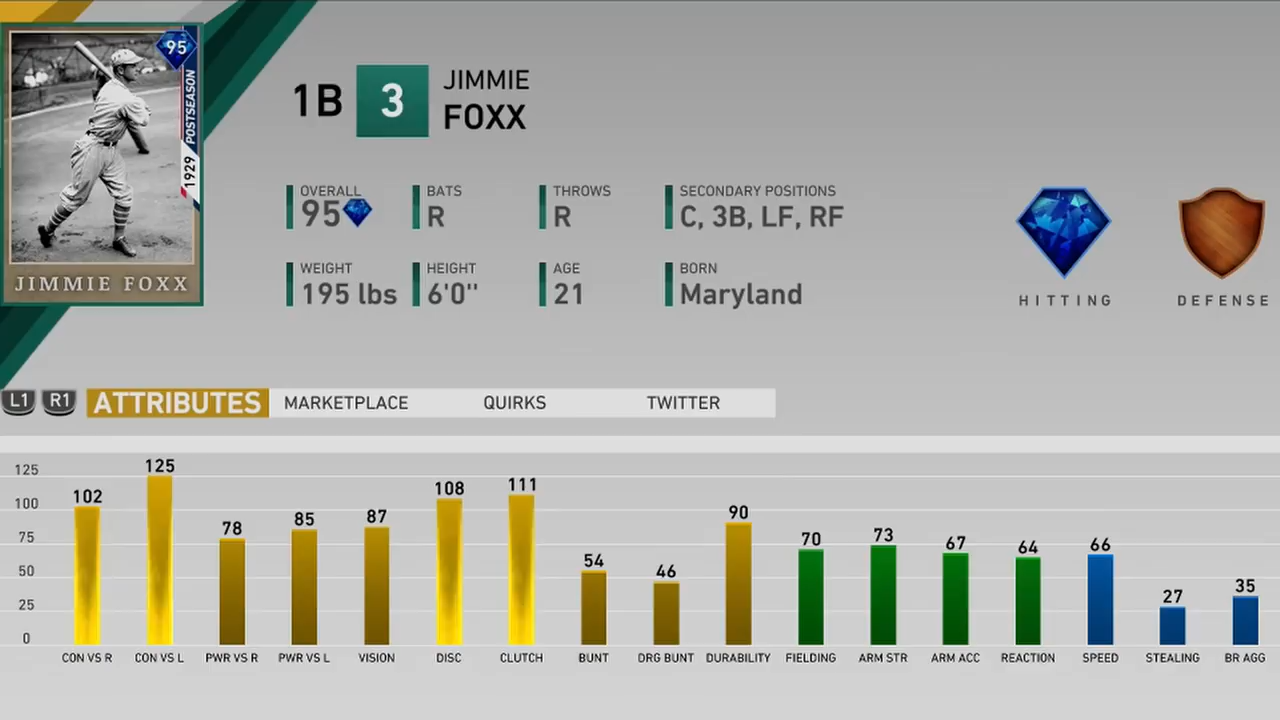 95
POSTSEASON
1929
JIMMIE FOXX
1B 3 JIMMIE
FOXX
OVERALL BATS THROWS SECONDARY POSITIONS
95 R R C, 3B, LF, RF
WEIGHT HEIGHT AGE BORN
195 lbs 6'0" 21 Maryland
HITTING DEFENSE
L1 R1 ATTRIBUTES MARKETPLACE QUIRKS TWITTER
125
100
75
50
25
0
102 125 78 85 87 108 111 54 46 90 70 73 67 64 66 27 35
CON VS R CON VS L PWR VS R PWR VS L VISION DISC CLUTCH BUNT DRG BUNT DURABILITY FIELDING ARM STR ARM ACC REACTION SPEED STEALING BR AGG